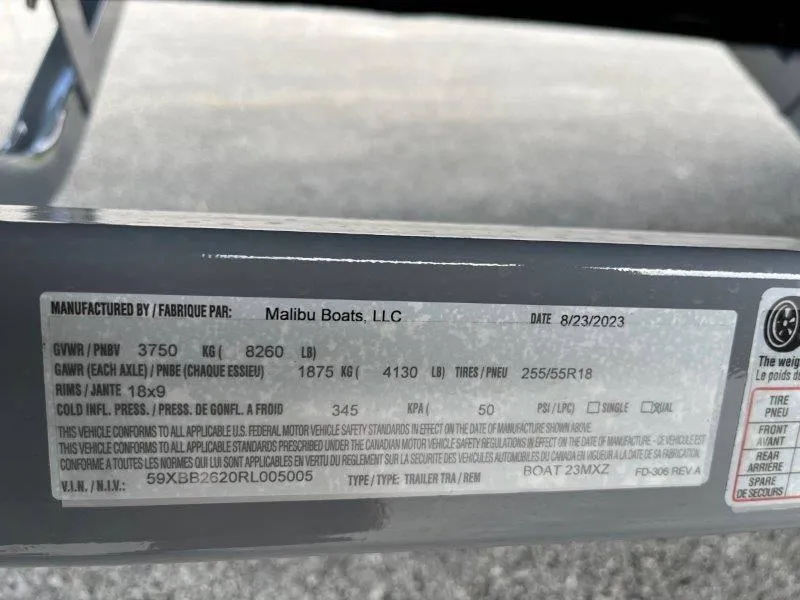 MANUFACTURED BY / FABRIQUE PAR: Malibu Boats, LLC DATE 8/23/2023
GVWR / PNBV 3750 KG ( 8260 LB)
GAWR (EACH AXLE) / PNBE (CHAQUE ESSIEU) 1875 KG ( 4130 LB) TIRES / PNEU 255/55R18
RIMS / JANTE 18x9
COLD INFL. PRESS. / PRESS. DE GONFL. A FROID 345 KPA ( 50 PSI / LPC) SINGLE DUAL
THIS VEHICLE CONFORMS TO ALL APPLICABLE U.S. FEDERAL MOTOR VEHICLE SAFETY STANDARDS IN EFFECT ON THE DATE OF MANUFACTURE SHOWN ABOVE.
THIS VEHICLE CONFORMS TO ALL APPLICABLE STANDARDS PRESCRIBED UNDER THE CANADIAN MOTOR VEHICLE SAFETY REGULATIONS IN EFFECT ON THE DATE OF MANUFACTURE - CE VEHICULE EST
CONFORME A TOUTES LES NORMES QUI LUI SONT APPLICABLES EN VERTU DU REGLEMENT SUR LA SECURITE DES VEHICULES AUTOMOBILES DU CANADA EN VIGUEUR A LA DATE DE SA FABRICATION.
V.I.N. / N.I.V.: 59XBB2620RL005005 TYPE / TYPE: TRAILER TRA / REM BOAT 23MXZ FD-306 REV A
The weig
Le poids d
TIRE
PNEU
FRONT
AVANT
REAR
ARRIÈRE
SPARE
DE SECOURS